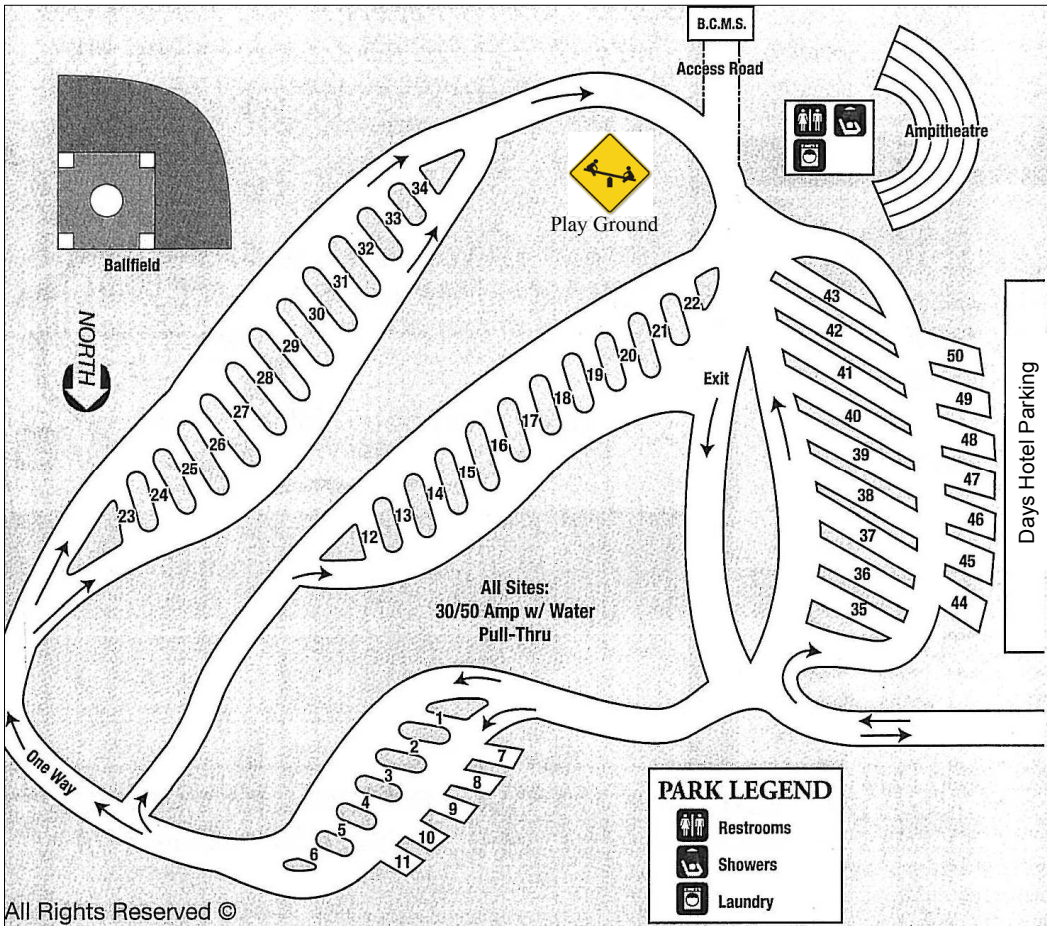 B.C.M.S.
Access Road
Ampitheatre
Play Ground
Ballfield
NORTH
34
33
32
31
30
29
28
27
26
25
24
23
22
21
20
19
18
17
16
15
14
13
12
43
42
41
40
39
38
37
36
35
50
49
48
47
46
45
44
Days Hotel Parking
Exit
All Sites:
30/50 Amp w/ Water
Pull-Thru
1
2
3
4
5
6
7
8
9
10
11
One Way
PARK LEGEND
Restrooms
Showers
Laundry
All Rights Reserved ©